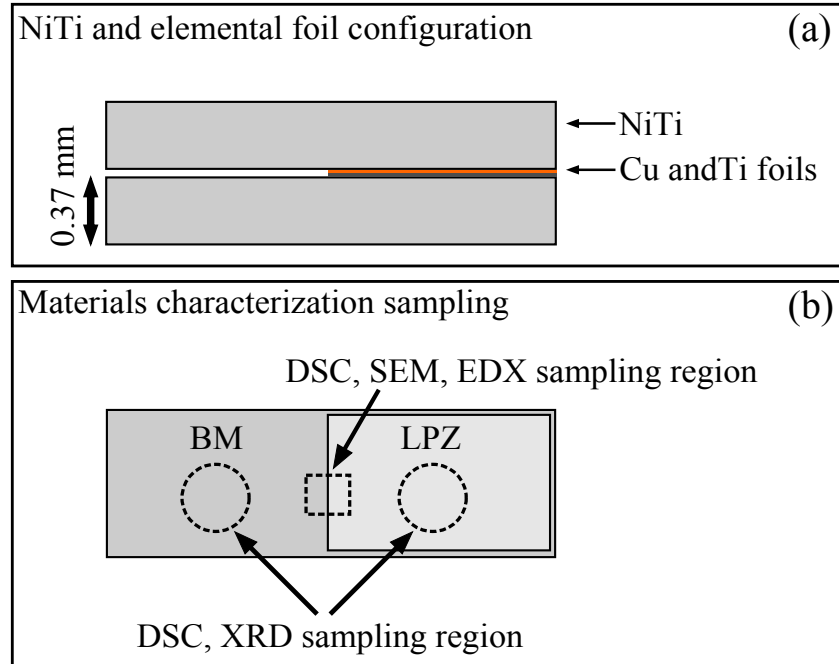 NiTi and elemental foil configuration
(a)
NiTi
Cu andTi foils
0.37 mm
Materials characterization sampling
(b)
DSC, SEM, EDX sampling region
BM
LPZ
DSC, XRD sampling region